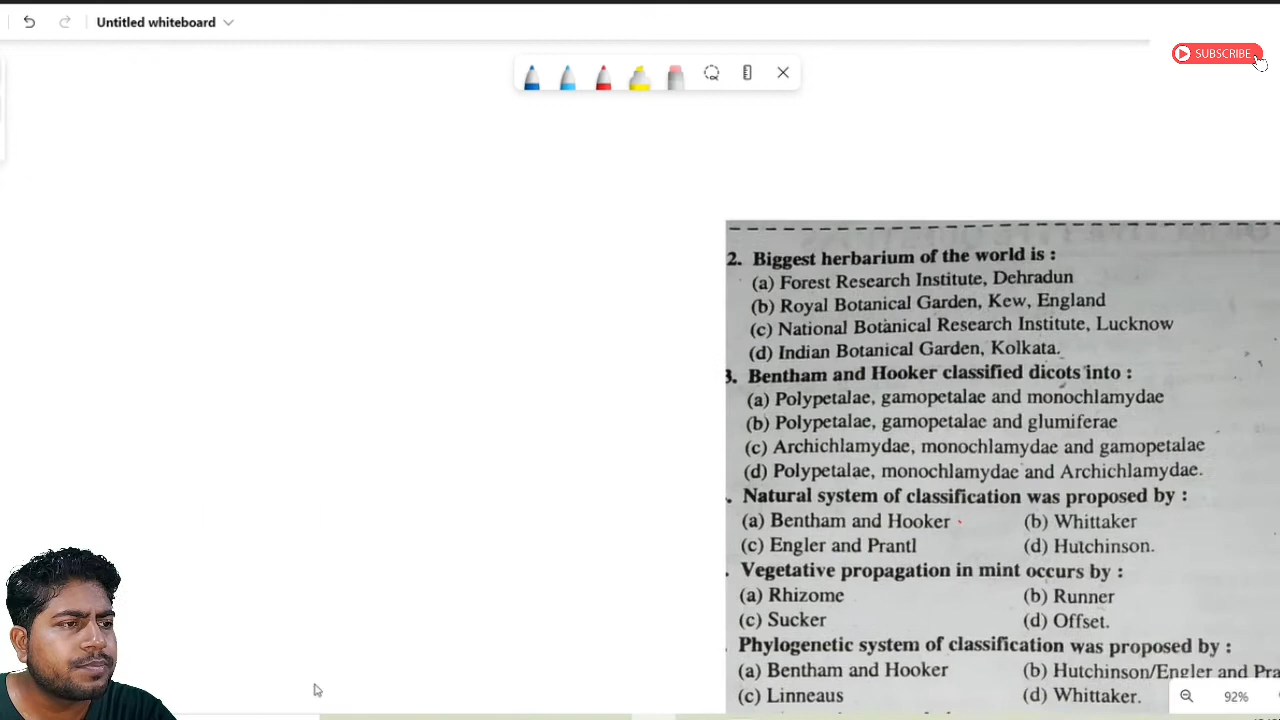 Untitled whiteboard
SUBSCRIBE
2. Biggest herbarium of the world is :
(a) Forest Research Institute, Dehradun
(b) Royal Botanical Garden, Kew, England
(c) National Botanical Research Institute, Lucknow
(d) Indian Botanical Garden, Kolkata.
3. Bentham and Hooker classified dicots into :
(a) Polypetalae, gamopetalae and monochlamydae
(b) Polypetalae, gamopetalae and glumiferae
(c) Archichlamydae, monochlamydae and gamopetalae
(d) Polypetalae, monochlamydae and Archichlamydae.
. Natural system of classification was proposed by :
(a) Bentham and Hooker (b) Whittaker
(c) Engler and Prantl (d) Hutchinson.
. Vegetative propagation in mint occurs by :
(a) Rhizome (b) Runner
(c) Sucker (d) Offset.
. Phylogenetic system of classification was proposed by :
(a) Bentham and Hooker (b) Hutchinson/Engler and Pra
(c) Linneaus (d) Whittaker.
92%